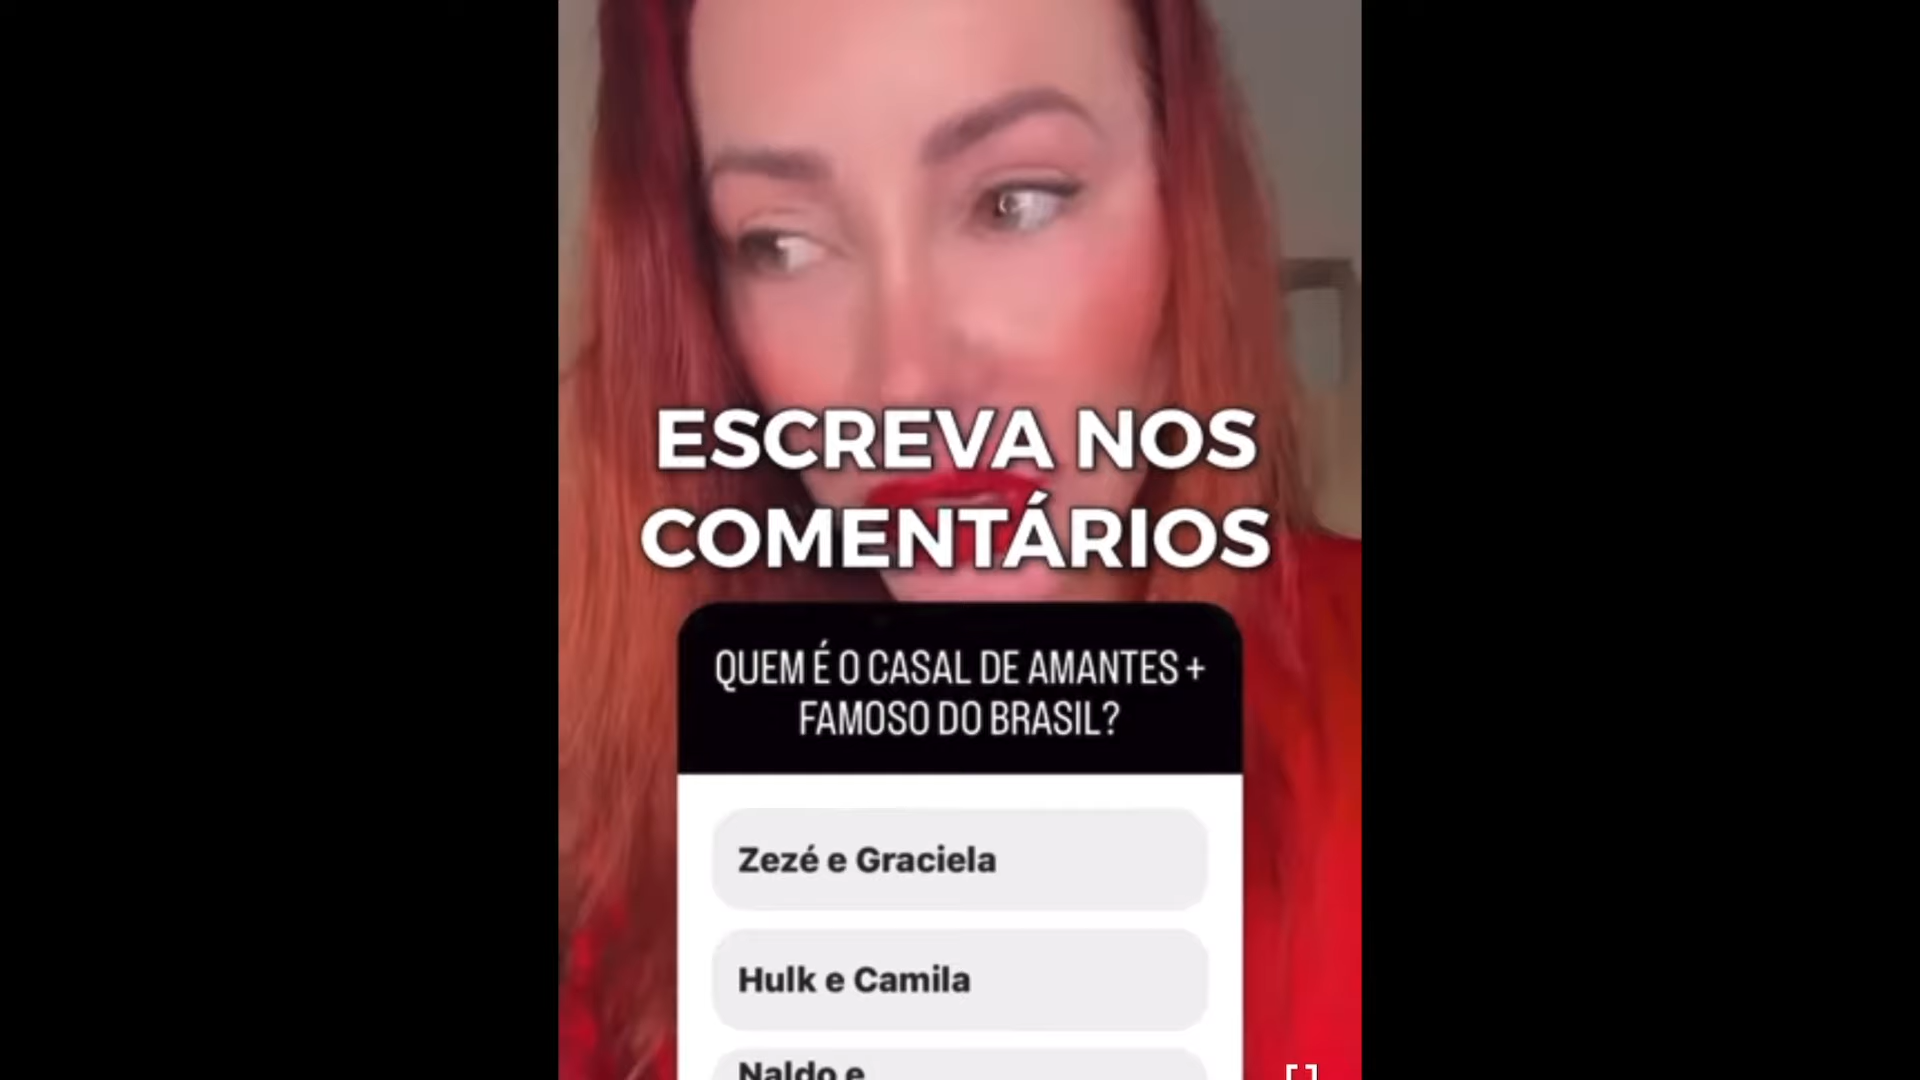 ESCREVA NOS
COMENTÁRIOS
QUEM É O CASAL DE AMANTES +
FAMOSO DO BRASIL?
Zezé e Graciela
Hulk e Camila
Naldo e